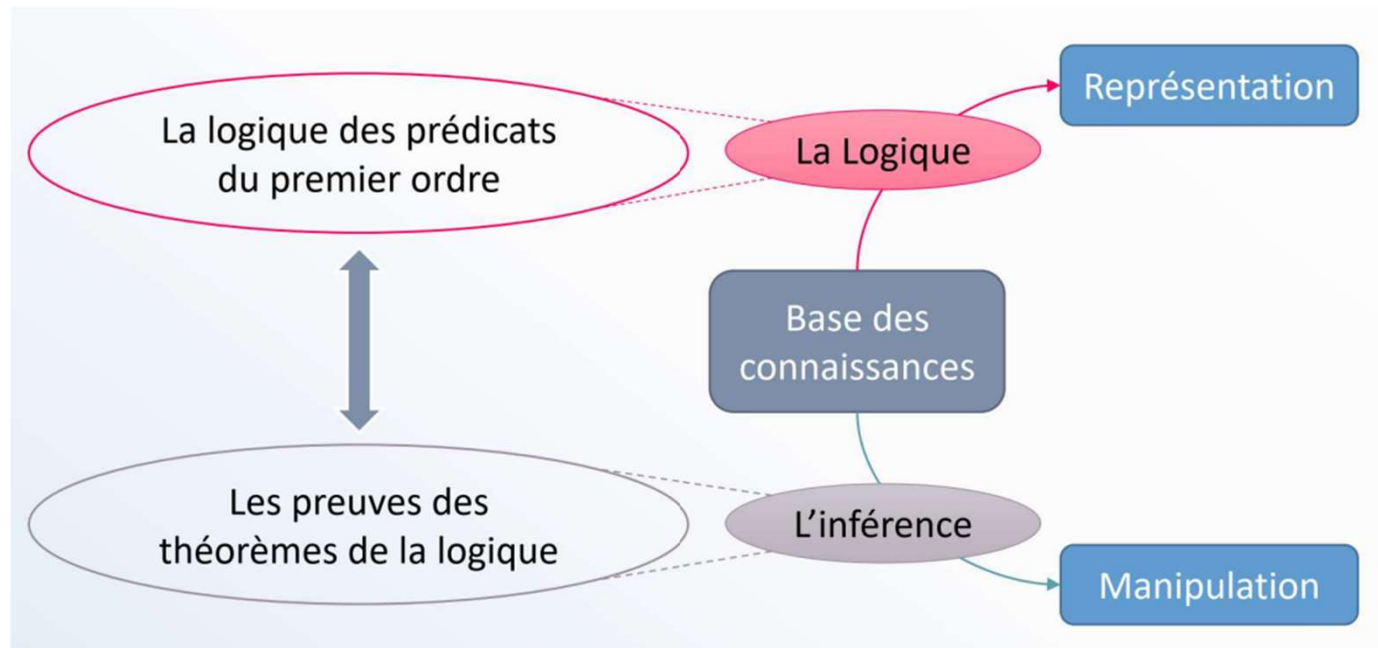 Représentation
La logique des prédicats
du premier ordre
La Logique
Base des
connaissances
Les preuves des
théorèmes de la logique
L’inférence
Manipulation